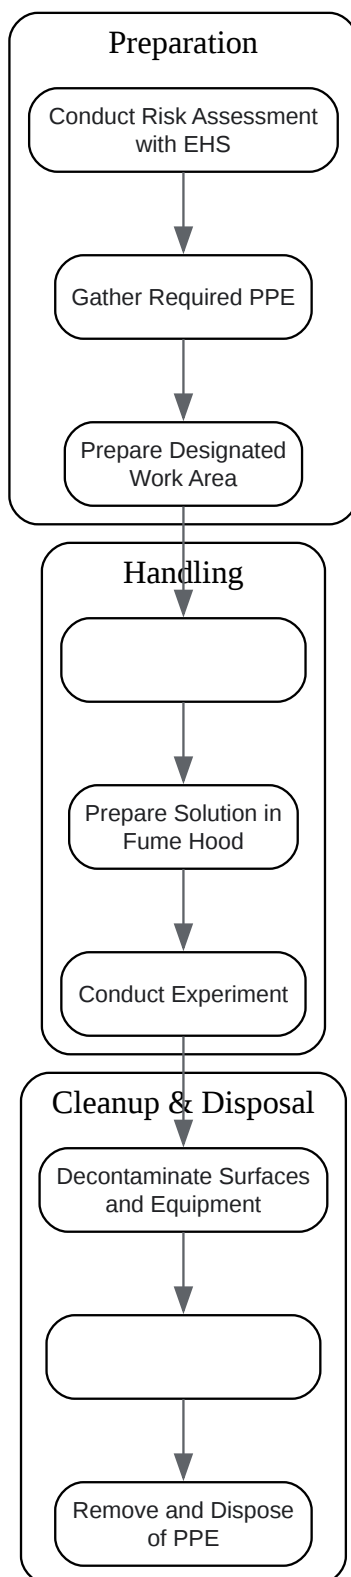 Preparation
Conduct Risk Assessment
with EHS
Gather Required PPE
Prepare Designated
Work Area
Handling
Prepare Solution in
Fume Hood
Conduct Experiment
Cleanup & Disposal
Decontaminate Surfaces
and Equipment
Remove and Dispose
of PPE